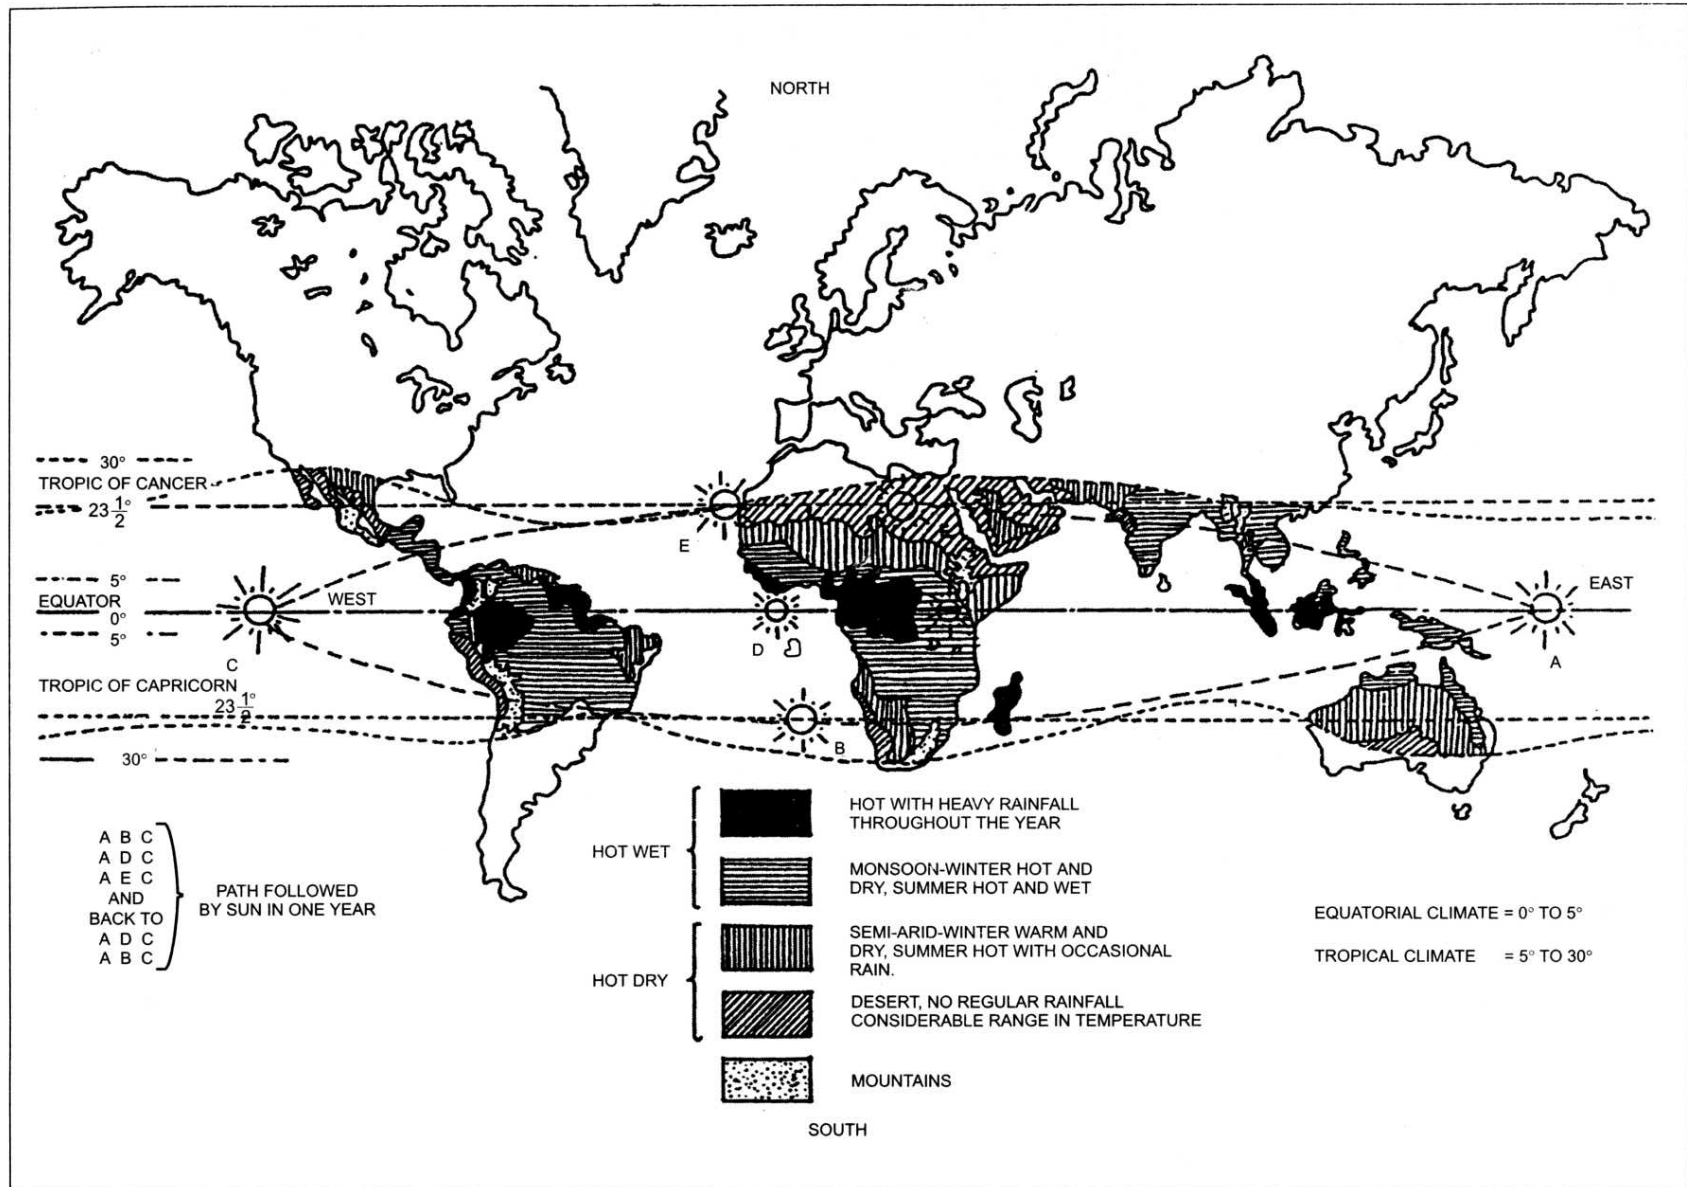 NORTH
30°
TROPIC OF CANCER
23 1/2°
E
5°
EQUATOR
0°
5°
WEST
EAST
D
C
A
TROPIC OF CAPRICORN
23 1/2°
B
30°
A B C
A D C
A E C
AND
BACK TO
A D C
A B C
PATH FOLLOWED
BY SUN IN ONE YEAR
HOT WET
HOT WITH HEAVY RAINFALL
THROUGHOUT THE YEAR
MONSOON-WINTER HOT AND
DRY, SUMMER HOT AND WET
HOT DRY
SEMI-ARID-WINTER WARM AND
DRY, SUMMER HOT WITH OCCASIONAL
RAIN.
DESERT, NO REGULAR RAINFALL
CONSIDERABLE RANGE IN TEMPERATURE
MOUNTAINS
EQUATORIAL CLIMATE = 0° TO 5°
TROPICAL CLIMATE = 5° TO 30°
SOUTH